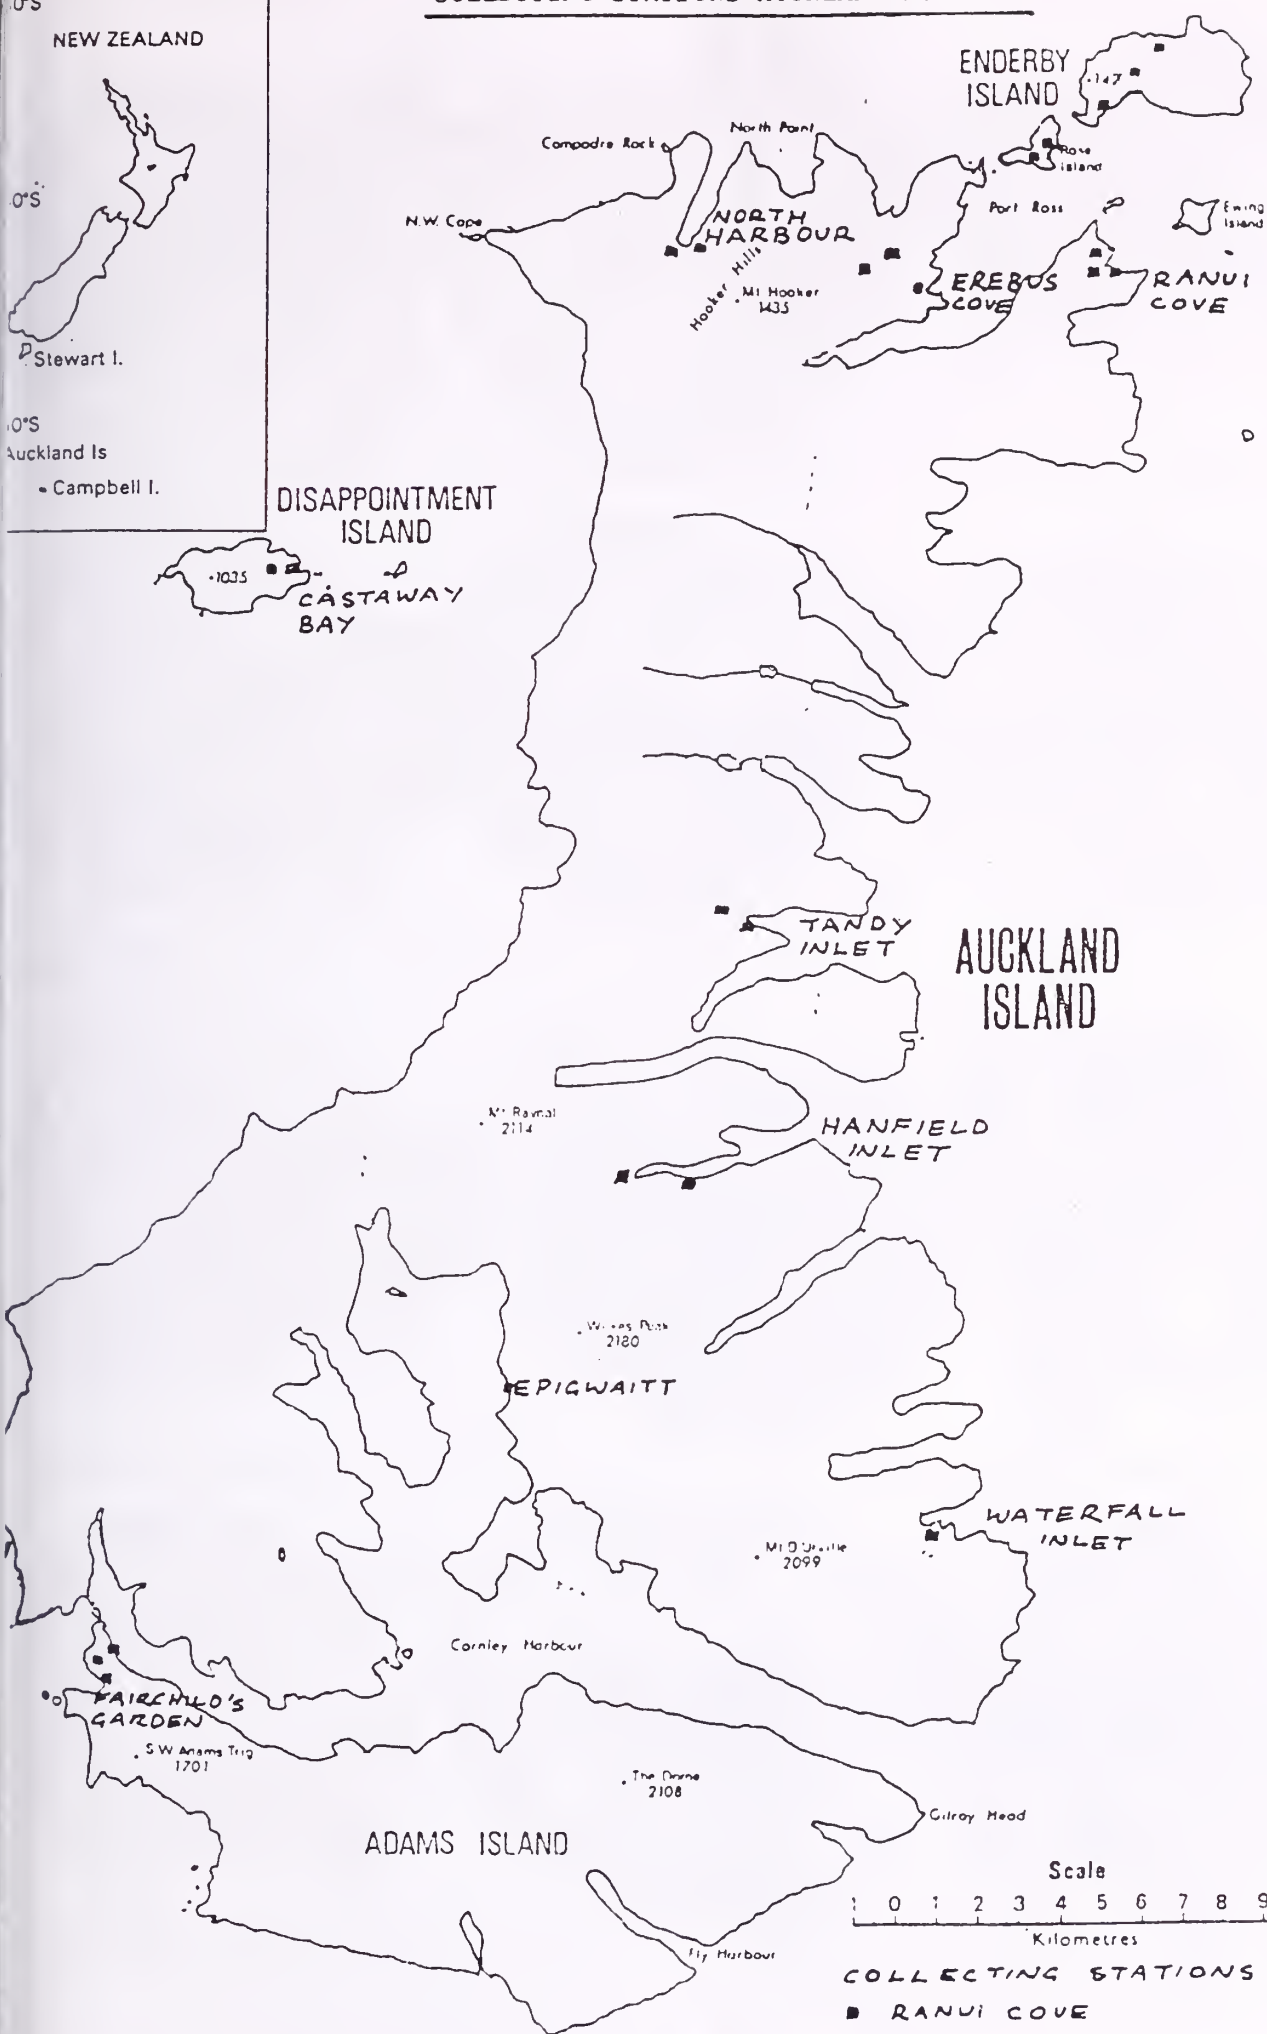 NEW ZEALAND
Stewart I.
0°S
Auckland Is
Campbell I.
ENDERBY
ISLAND
147
Compadre Rock
North Point
Rose
Island
Port Ross
Ewing
Island
N.W. Cape
NORTH
HARBOUR
Hooker Hills
Mt Hooker
1435
EREBUS
COVE
RANUI
COVE
DISAPPOINTMENT
ISLAND
1035
CASTAWAY
BAY
TANDY
INLET
AUCKLAND
ISLAND
Mt Raynal
2114
HANFIELD
INLET
2180
EPIGWAITT
WATERFALL
INLET
Mt D'Urville
2099
Carnley Harbour
FAIRCHILD'S
GARDEN
S W Adams Trig
1701
The Dome
2108
Gilroy Head
ADAMS ISLAND
Fly Harbour
Scale
1 0 1 2 3 4 5 6 7 8 9
Kilometres
COLLECTING STATIONS
RANUI COVE